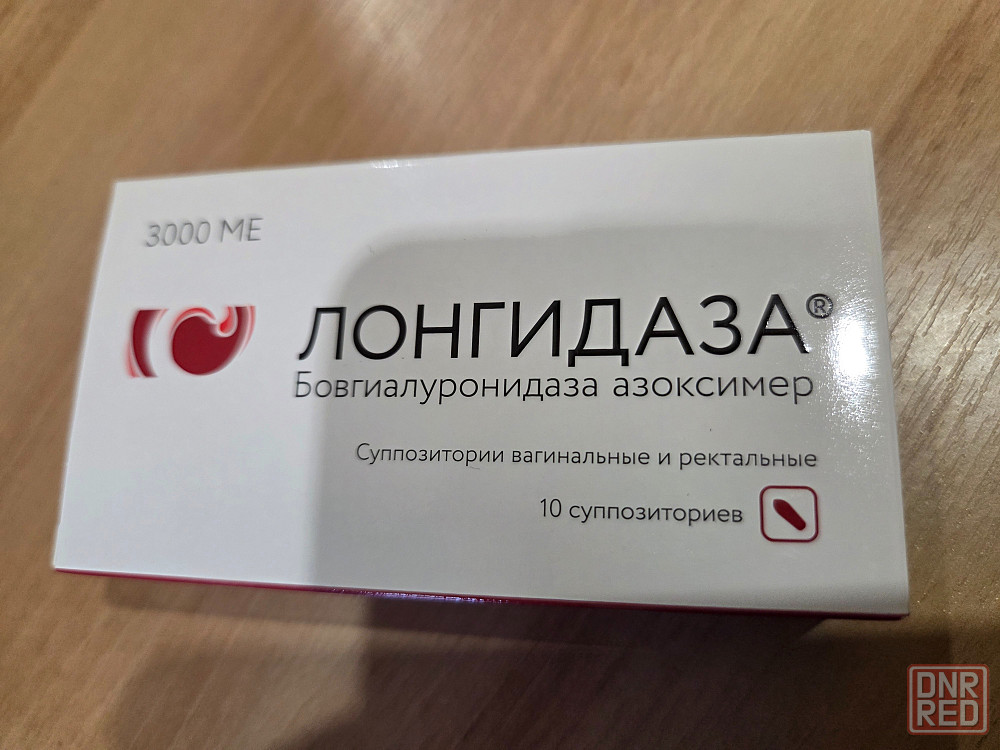 3000 МЕ
ЛОНГИДАЗА®
Бовгиалуронидаза азоксимер
Суппозитории вагинальные и ректальные
10 суппозиториев
DNR
RED